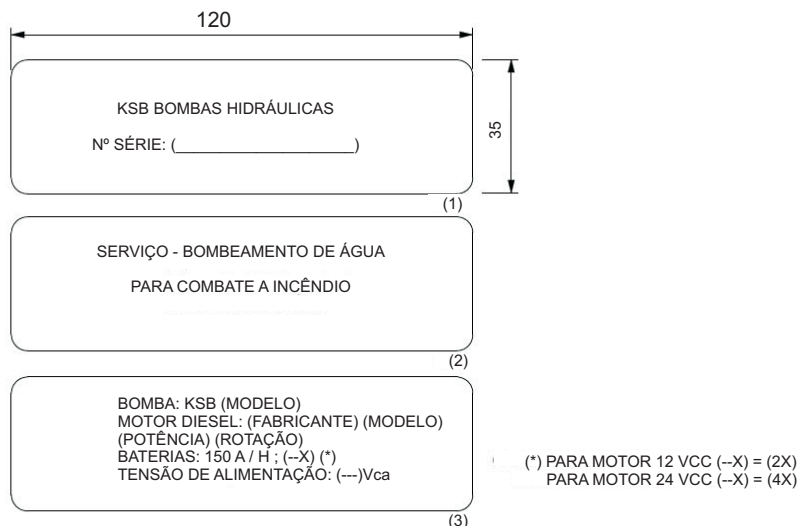 120
KSB BOMBAS HIDRÁULICAS
35
Nº SÉRIE: (____________________)
(1)
SERVIÇO - BOMBEAMENTO DE ÁGUA
PARA COMBATE A INCÊNDIO
(2)
BOMBA: KSB (MODELO)
MOTOR DIESEL: (FABRICANTE) (MODELO)
(POTÊNCIA) (ROTAÇÃO)
BATERIAS: 150 A / H ; (--X) (*)
TENSÃO DE ALIMENTAÇÃO: (---)Vca
(*) PARA MOTOR 12 VCC (--X) = (2X)
PARA MOTOR 24 VCC (--X) = (4X)
(3)